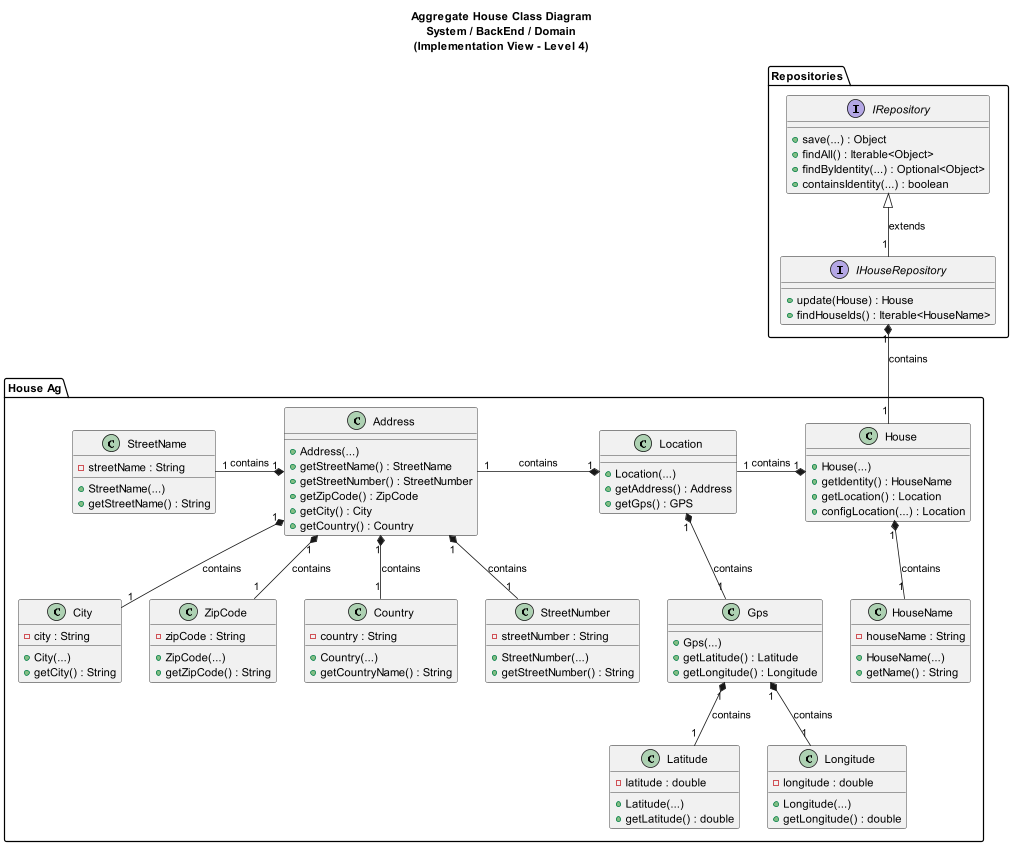 Aggregate House Class Diagram
System / BackEnd / Domain
(Implementation View - Level 4)
Repositories
I
IRepository
save(...) : Object
findAll() : Iterable<Object>
findByIdentity(...) : Optional<Object>
containsIdentity(...) : boolean
extends
1
I
IHouseRepository
update(House) : House
findHouseIds() : Iterable<HouseName>
1
contains
1
House Ag
C
StreetName
streetName : String
StreetName(...)
getStreetName() : String
1 contains 1
C
Address
Address(...)
getStreetName() : StreetName
getStreetNumber() : StreetNumber
getZipCode() : ZipCode
getCity() : City
getCountry() : Country
1 contains 1
C
Location
Location(...)
getAddress() : Address
getGps() : GPS
1 contains 1
C
House
House(...)
getIdentity() : HouseName
getLocation() : Location
configLocation(...) : Location
1
contains
1
1
contains
1
1
contains
1
1
contains
1
1
contains
1
1
contains
1
C
City
city : String
City(...)
getCity() : String
C
ZipCode
zipCode : String
ZipCode(...)
getZipCode() : String
C
Country
country : String
Country(...)
getCountryName() : String
C
StreetNumber
streetNumber : String
StreetNumber(...)
getStreetNumber() : String
C
Gps
Gps(...)
getLatitude() : Latitude
getLongitude() : Longitude
C
HouseName
houseName : String
HouseName(...)
getName() : String
1
contains
1
1
contains
1
C
Latitude
latitude : double
Latitude(...)
getLatitude() : double
C
Longitude
longitude : double
Longitude(...)
getLongitude() : double